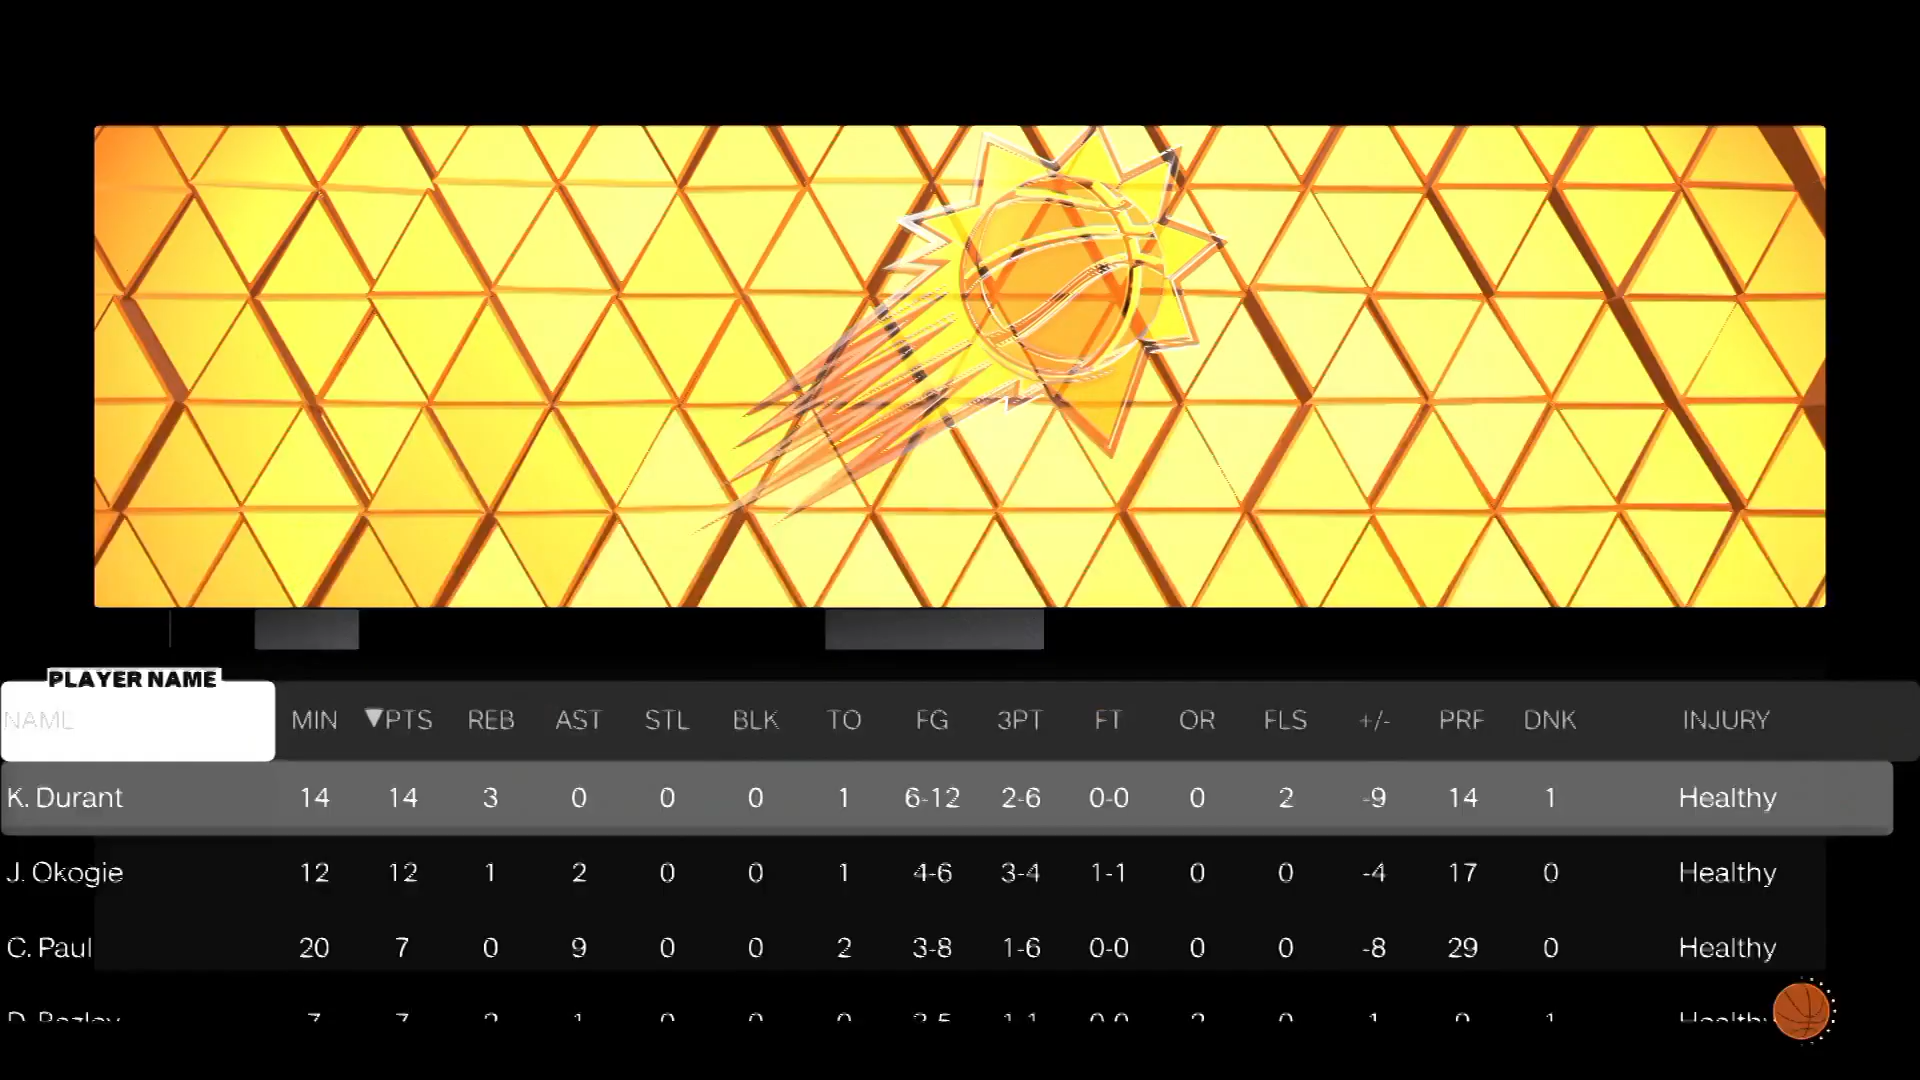 PLAYER NAME
NAME MIN ▼PTS REB AST STL BLK TO FG 3PT FT OR FLS +/- PRF DNK INJURY
K. Durant 14 14 3 0 0 0 1 6-12 2-6 0-0 0 2 -9 14 1 Healthy
J. Okogie 12 12 1 2 0 0 1 4-6 3-4 1-1 0 0 -4 17 0 Healthy
C. Paul 20 7 0 9 0 0 2 3-8 1-6 0-0 0 0 -8 29 0 Healthy